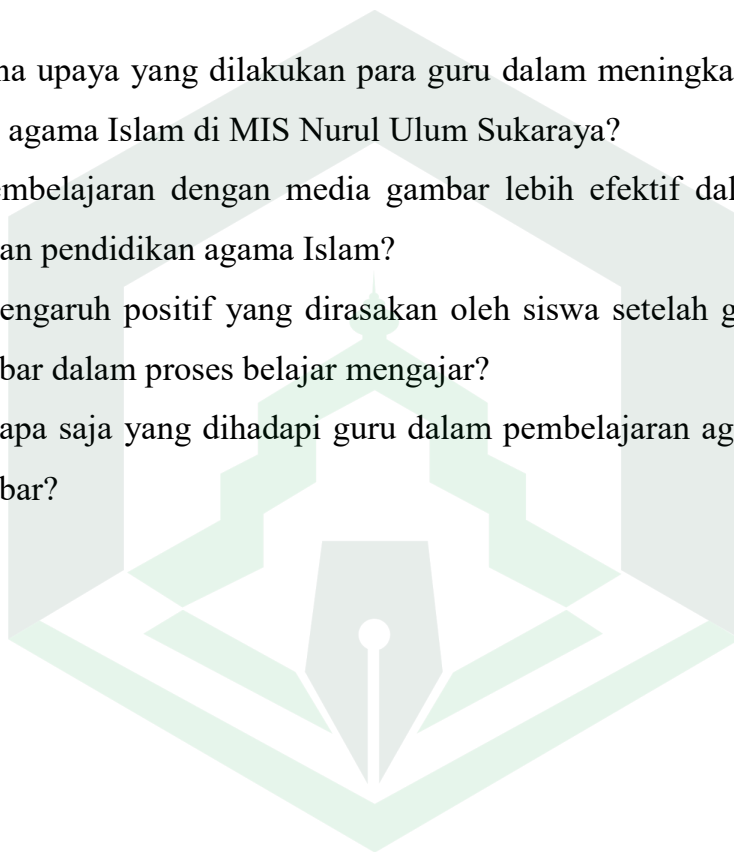 na upaya yang dilakukan para guru dalam meningka
agama Islam di MIS Nurul Ulum Sukaraya?
embelajaran dengan media gambar lebih efektif dal
an pendidikan agama Islam?
engaruh positif yang dirasakan oleh siswa setelah g
bar dalam proses belajar mengajar?
apa saja yang dihadapi guru dalam pembelajaran ag
bar?